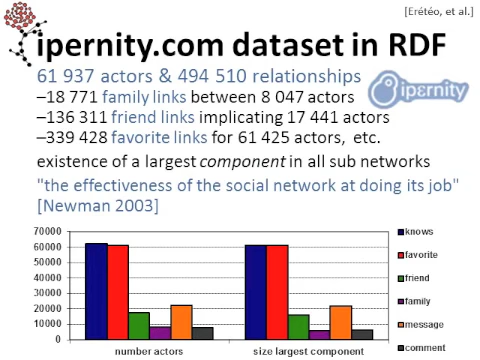 [Erétéo, et al.]
ipernity.com dataset in RDF
61 937 actors & 494 510 relationships
–18 771 family links between 8 047 actors
–136 311 friend links implicating 17 441 actors
–339 428 favorite links for 61 425 actors, etc.
ipernity
existence of a largest component in all sub networks
"the effectiveness of the social network at doing its job"
[Newman 2003]
70000
60000
50000
40000
30000
20000
10000
0
number actors
size largest component
knows
favorite
friend
family
message
comment